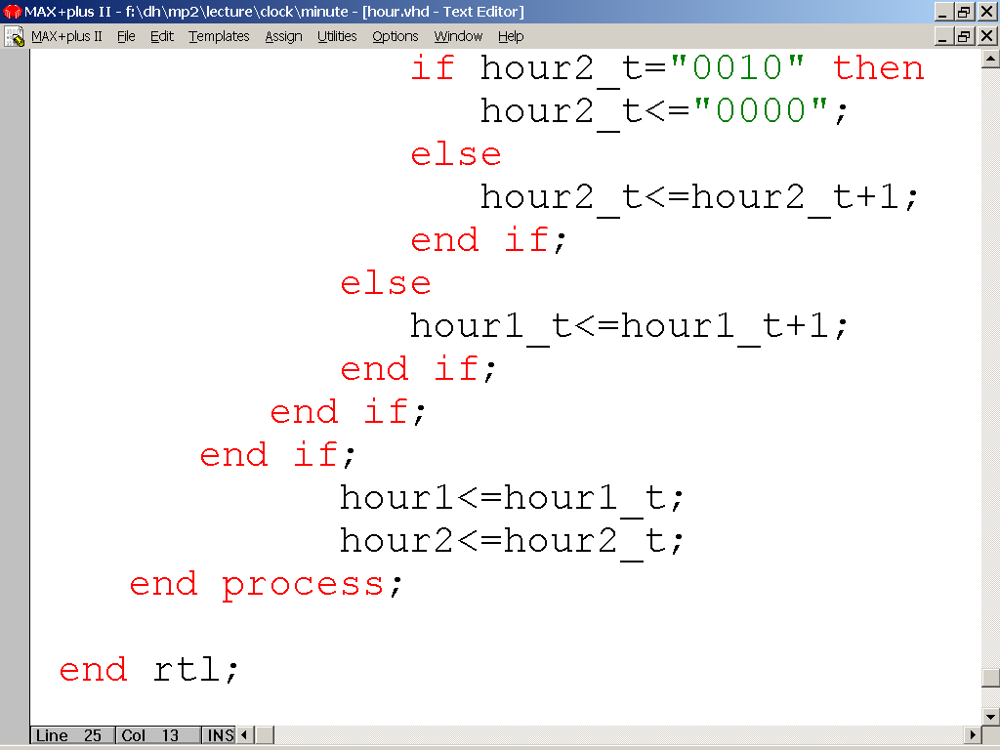 MAX+plus II - f:\dh\mp2\lecture\clock\minute - [hour.vhd - Text Editor]
MAX+plus II File Edit Templates Assign Utilities Options Window Help
if hour2_t="0010" then
hour2_t<="0000";
else
hour2_t<=hour2_t+1;
end if;
else
hour1_t<=hour1_t+1;
end if;
end if;
end if;
hour1<=hour1_t;
hour2<=hour2_t;
end process;
end rtl;
Line 25 Col 13 INS